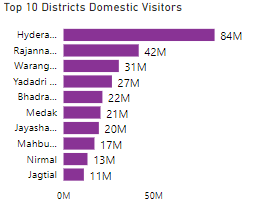 Top 10 Districts Domestic Visitors
Hydera... 84M
Rajanna... 42M
Warang... 31M
Yadadri ... 27M
Bhadra... 22M
Medak 21M
Jayasha... 20M
Mahbu... 17M
Nirmal 13M
Jagtial 11M
0M 50M